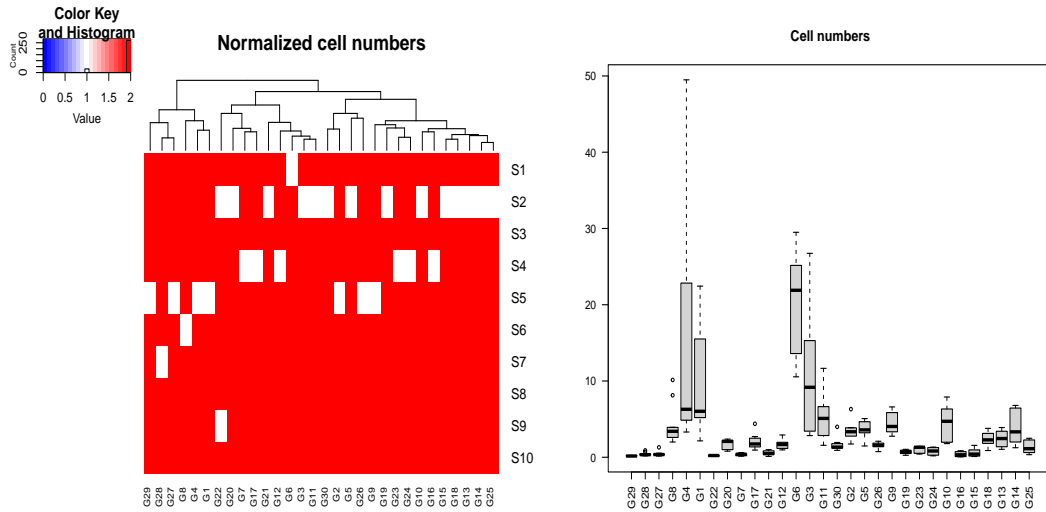 Color Key
and Histogram
Count
0
250
0 0.5 1 1.5 2
Value
Normalized cell numbers
S1
S2
S3
S4
S5
S6
S7
S8
S9
S10
G29 G28 G27 G8 G4 G1 G22 G20 G7 G17 G21 G12 G6 G3 G11 G30 G2 G5 G26 G9 G19 G23 G24 G10 G16 G15 G18 G13 G14 G25
Cell numbers
50
40
30
20
10
0
G29 G28 G27 G8 G4 G1 G22 G20 G7 G17 G21 G12 G6 G3 G11 G30 G2 G5 G26 G9 G19 G23 G24 G10 G16 G15 G18 G13 G14 G25